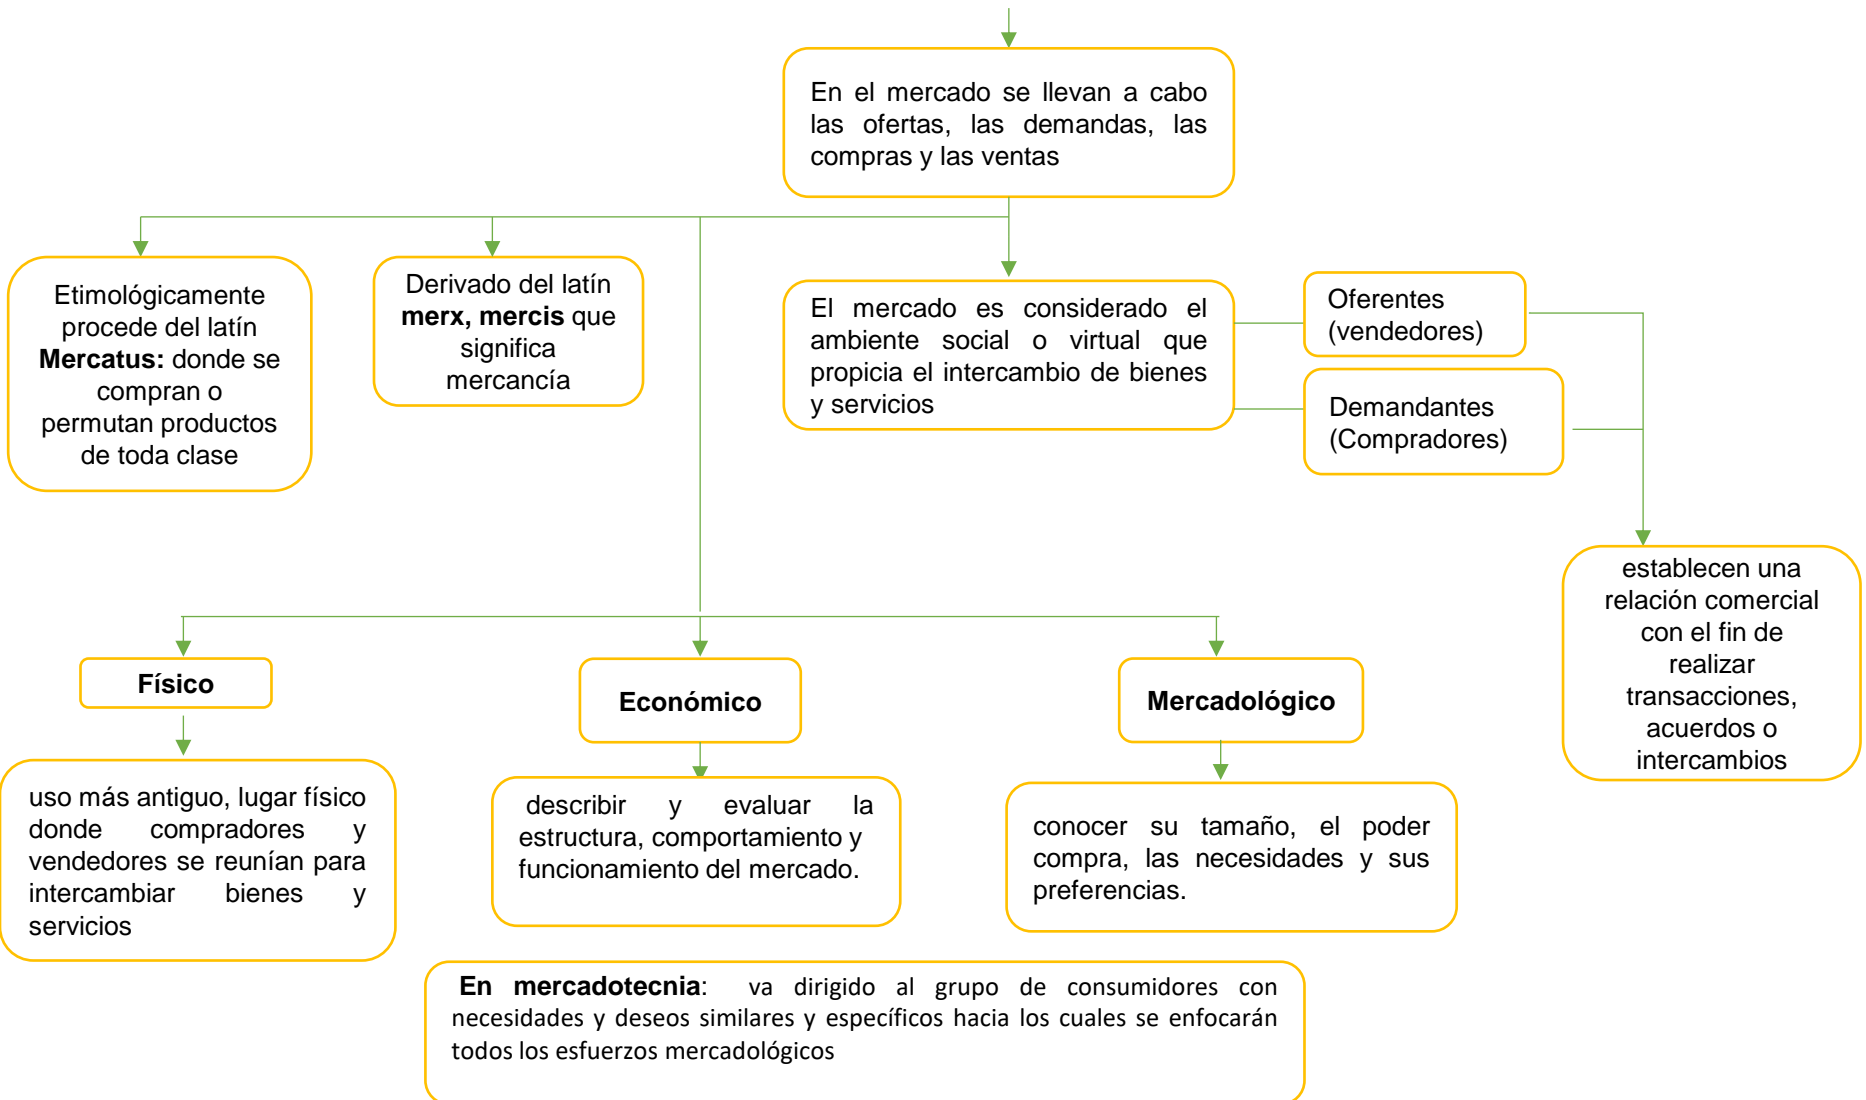 En el mercado se llevan a cabo
las ofertas, las demandas, las
compras y las ventas
Etimológicamente
procede del latín
Mercatus: donde se
compran o
permutan productos
de toda clase
Derivado del latín
merx, mercis que
significa
mercancía
El mercado es considerado el
ambiente social o virtual que
propicia el intercambio de bienes
y servicios
Oferentes
(vendedores)
Demandantes
(Compradores)
establecen una
relación comercial
con el fin de
realizar
transacciones,
acuerdos o
intercambios
Físico
Económico
Mercadológico
uso más antiguo, lugar físico
donde compradores y
vendedores se reunían para
intercambiar bienes y
servicios
describir y evaluar la
estructura, comportamiento y
funcionamiento del mercado.
conocer su tamaño, el poder
compra, las necesidades y sus
preferencias.
En mercadotecnia: va dirigido al grupo de consumidores con
necesidades y deseos similares y específicos hacia los cuales se enfocarán
todos los esfuerzos mercadológicos